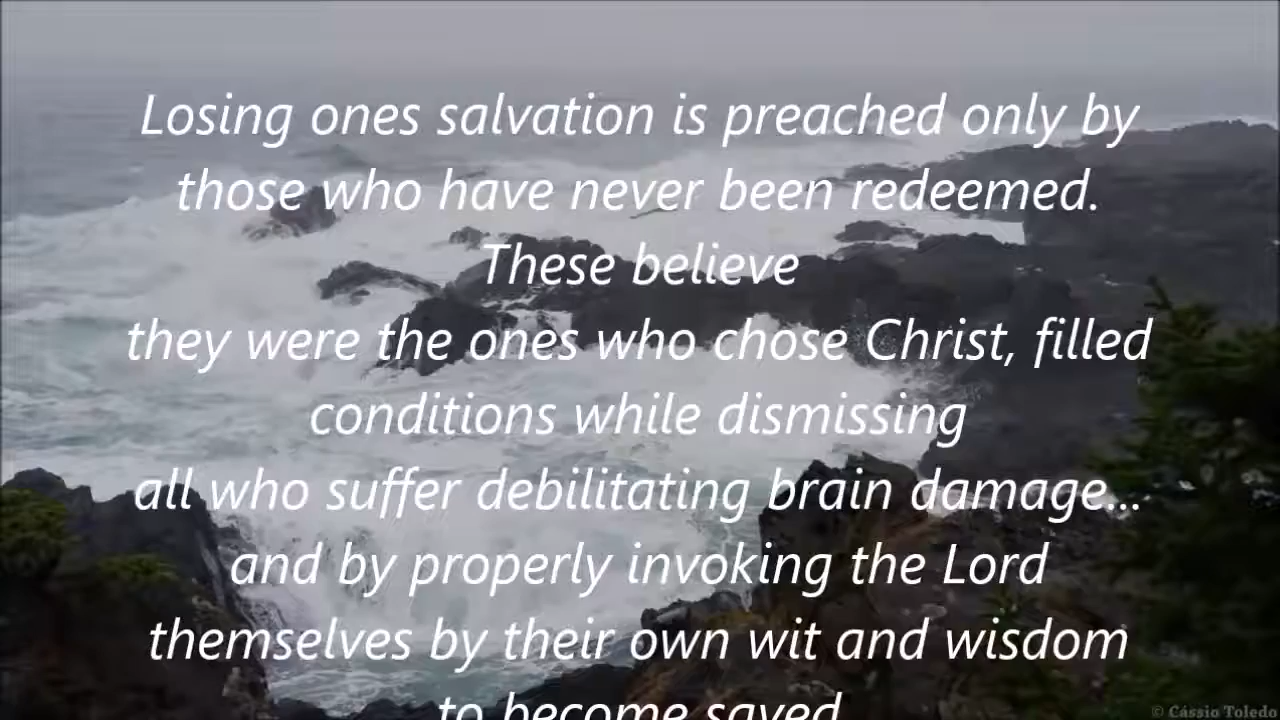 Losing ones salvation is preached only by
those who have never been redeemed.
These believe
they were the ones who chose Christ, filled
conditions while dismissing
all who suffer debilitating brain damage...
and by properly invoking the Lord
themselves by their own wit and wisdom
to become saved
© Cássio Toledo